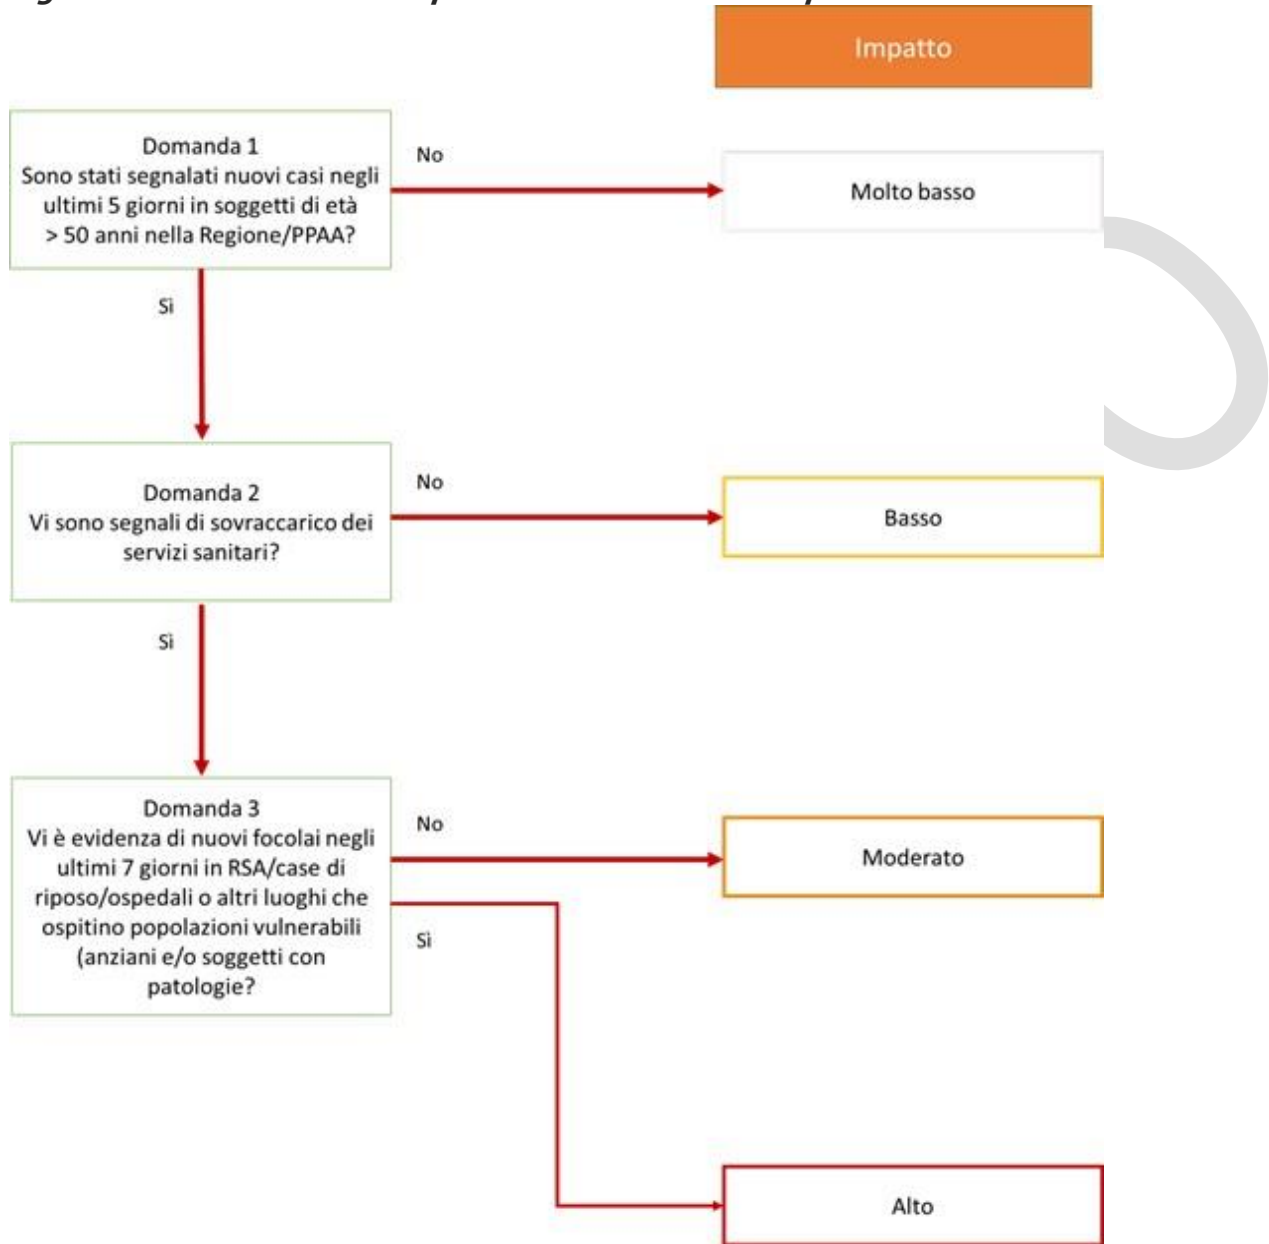 Impatto
Domanda 1
Sono stati segnalati nuovi casi negli
ultimi 5 giorni in soggetti di età
> 50 anni nella Regione/PPAA?
No
Molto basso
Sì
Domanda 2
Vi sono segnali di sovraccarico dei
servizi sanitari?
No
Basso
Sì
Domanda 3
Vi è evidenza di nuovi focolai negli
ultimi 7 giorni in RSA/case di
riposo/ospedali o altri luoghi che
ospitino popolazioni vulnerabili
(anziani e/o soggetti con
patologie?
No
Moderato
Sì
Alto